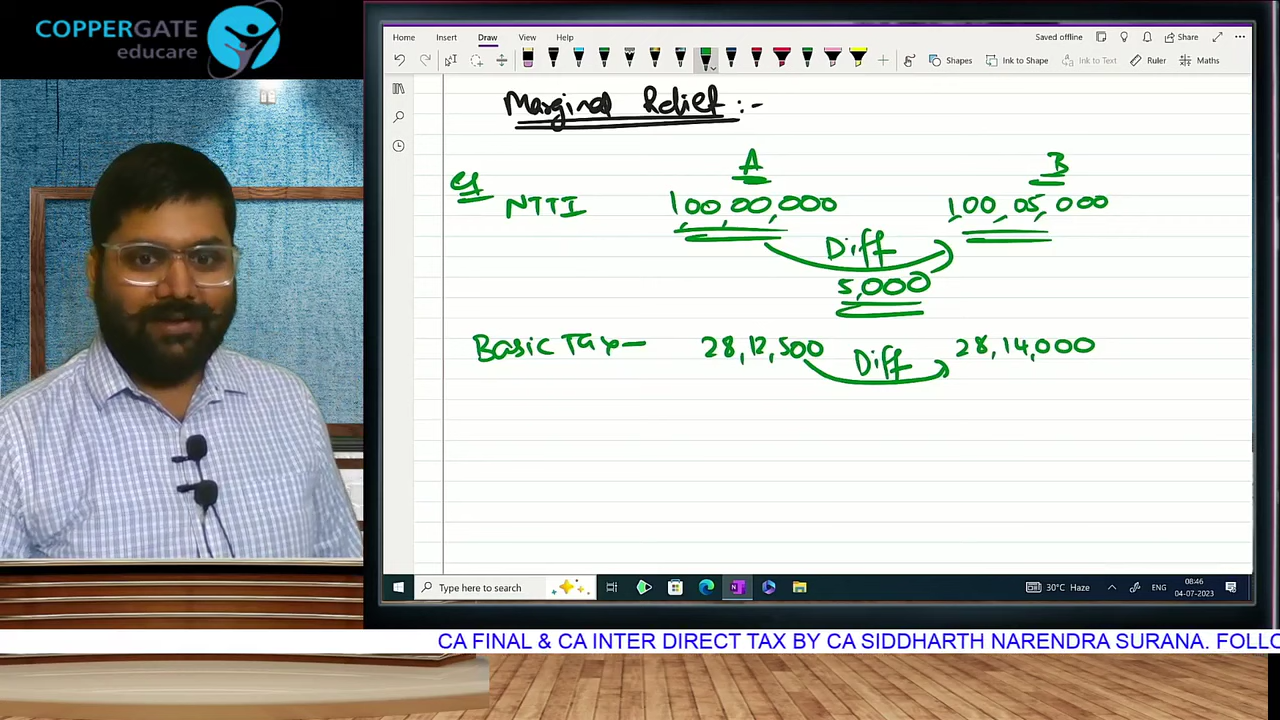 COPPERGATE
educare
Home Insert Draw View Help Saved offline Share
Shapes Ink to Shape Ink to Text Ruler Maths
Marginal Relief :-
A B
eg NTTI 100,00,000 100,05,000
Diff
5,000
Basic Tax- 28,12,500 Diff 28,14,000
Type here to search 30°C Haze ENG 08:46
04-07-2023
CA FINAL & CA INTER DIRECT TAX BY CA SIDDHARTH NARENDRA SURANA. FOLLO